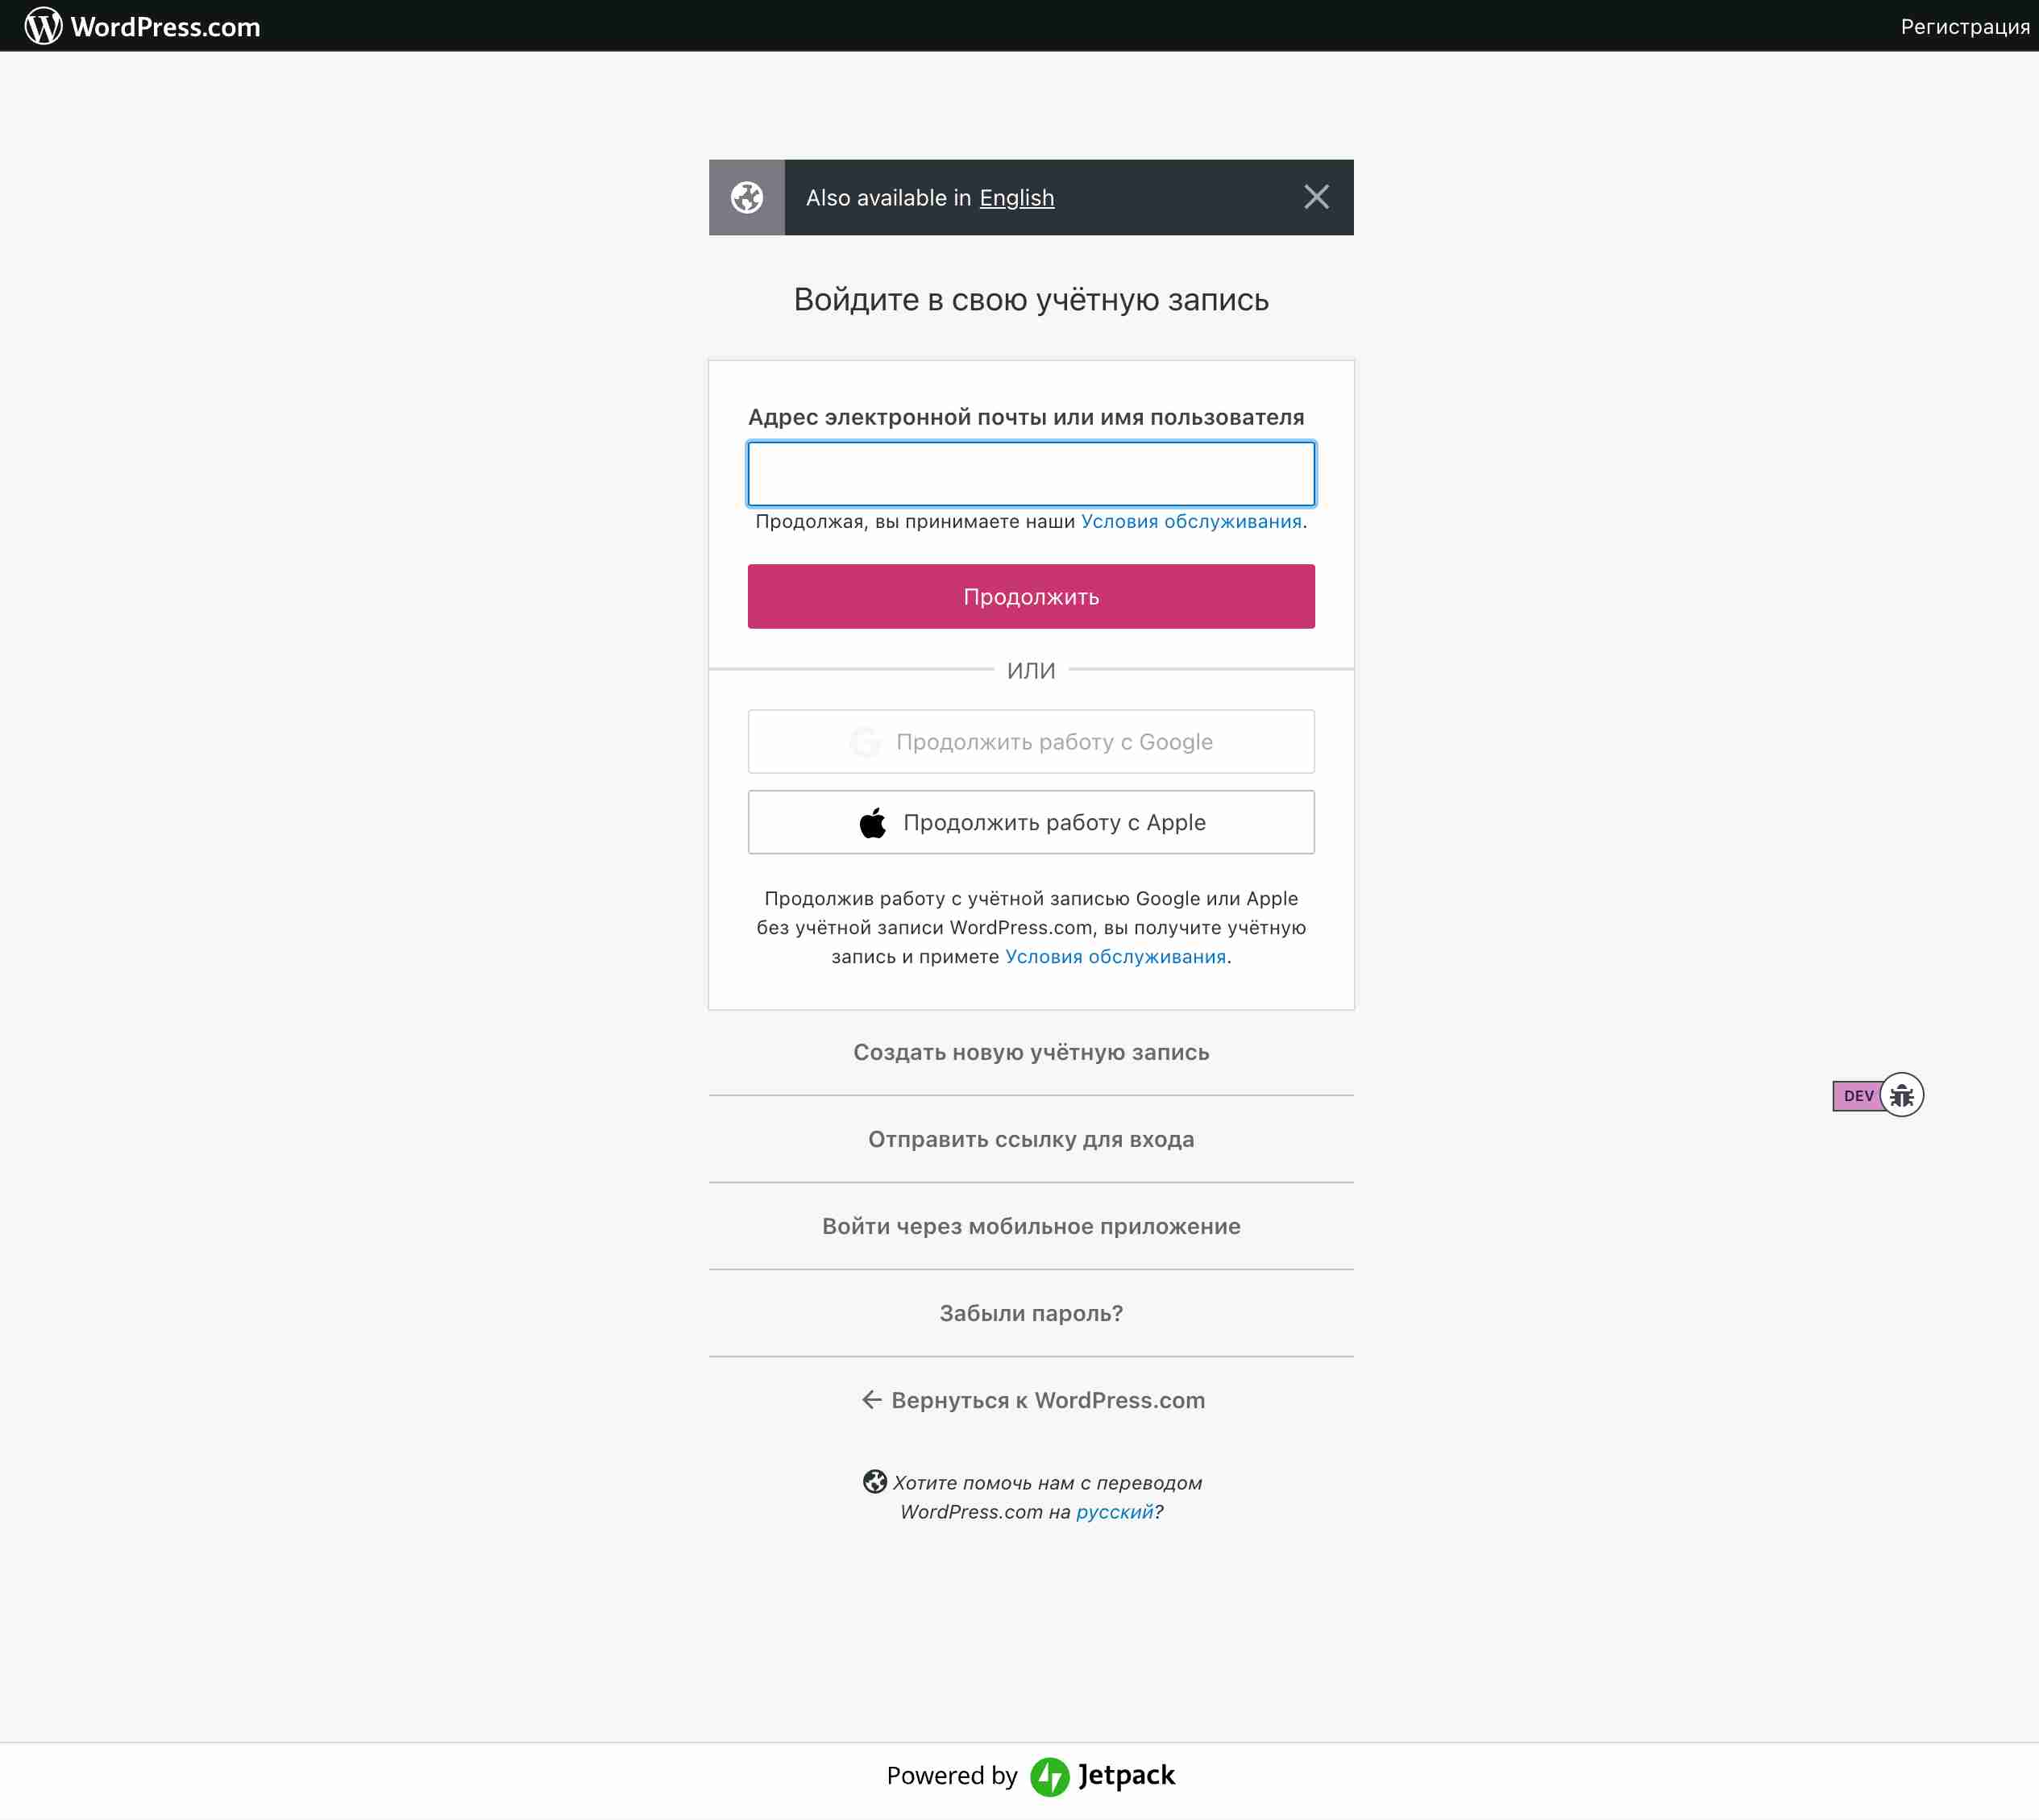 WordPress.com
Регистрация
Also available in English
Войдите в свою учётную запись
Адрес электронной почты или имя пользователя
Продолжая, вы принимаете наши Условия обслуживания.
Продолжить
ИЛИ
Продолжить работу с Google
Продолжить работу с Apple
Продолжив работу с учётной записью Google или Apple
без учётной записи WordPress.com, вы получите учётную
запись и примете Условия обслуживания.
Создать новую учётную запись
DEV
Отправить ссылку для входа
Войти через мобильное приложение
Забыли пароль?
← Вернуться к WordPress.com
Хотите помочь нам с переводом
WordPress.com на русский?
Powered by Jetpack